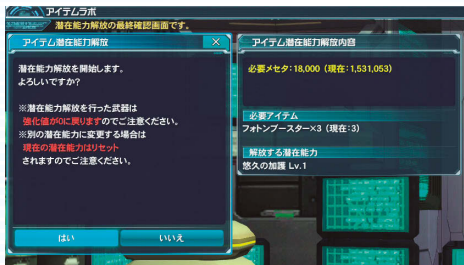 アイテムラボ
潜在能力解放の最終確認画面です。
アイテム潜在能力解放
潜在能力解放を開始します。
よろしいですか?
※潜在能力解放を行った武器は
強化値が0に戻りますのでご注意ください。
※別の潜在能力に変更する場合は
現在の潜在能力はリセット
されますのでご注意ください。
はい
いいえ
アイテム潜在能力解放内容
必要メセタ:18,000（現在:1,531,053）
必要アイテム
フォトンブースター×3（現在:3）
解放する潜在能力
悠久の加護 Lv.1